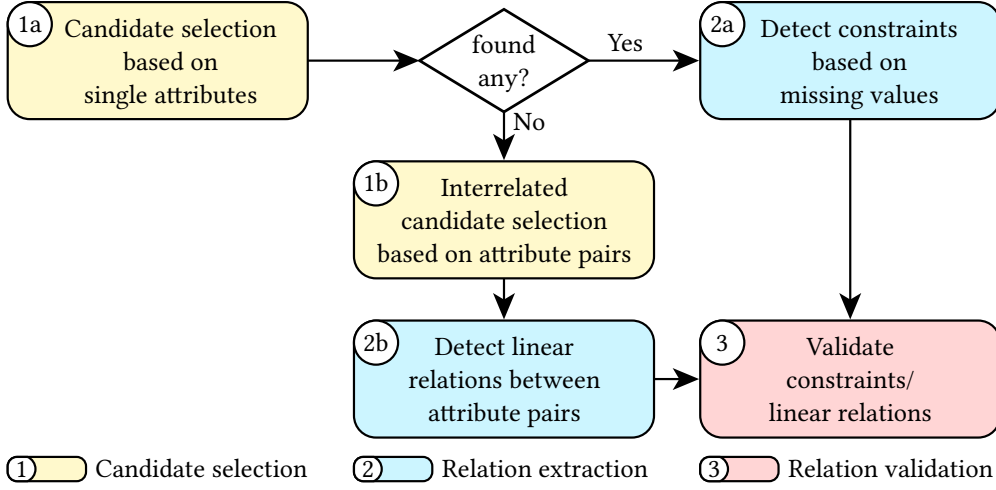 1a
Candidate selection
based on
single attributes
found
any?
Yes
No
2a
Detect constraints
based on
missing values
1b
Interrelated
candidate selection
based on attribute pairs
2b
Detect linear
relations between
attribute pairs
3
Validate
constraints/
linear relations
1 Candidate selection
2 Relation extraction
3 Relation validation